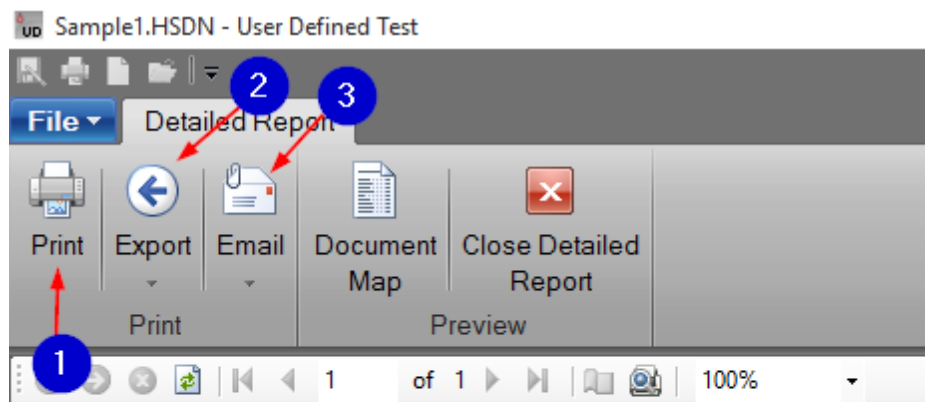 UD Sample1.HSDN - User Defined Test
2
3
File Detailed Report
Print Export Email Document Map Close Detailed Report
Print Preview
1
1 of 1 100%